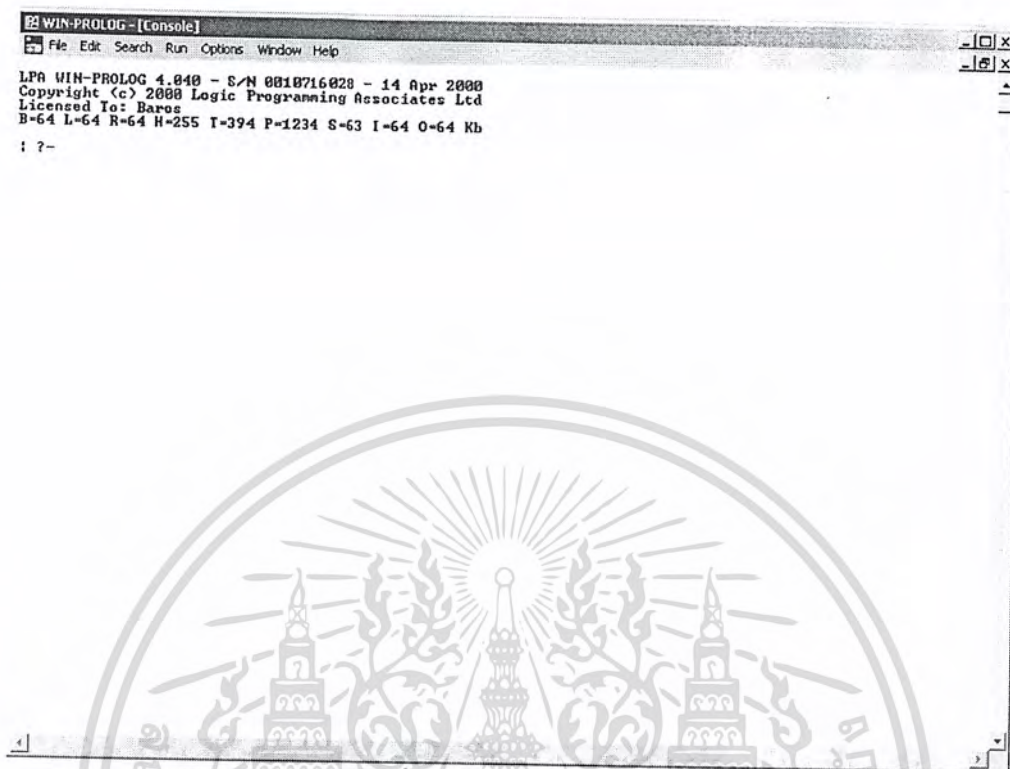 WIN-PROLOG - [Console]
File Edit Search Run Options Window Help
LPA WIN-PROLOG 4.040 - S/N 0010716028 - 14 Apr 2000
Copyright (c) 2000 Logic Programming Associates Ltd
Licensed To: Baros
B=64 L=64 R=64 H=255 T=394 P=1234 S=63 I=64 O=64 Kb
| ?-